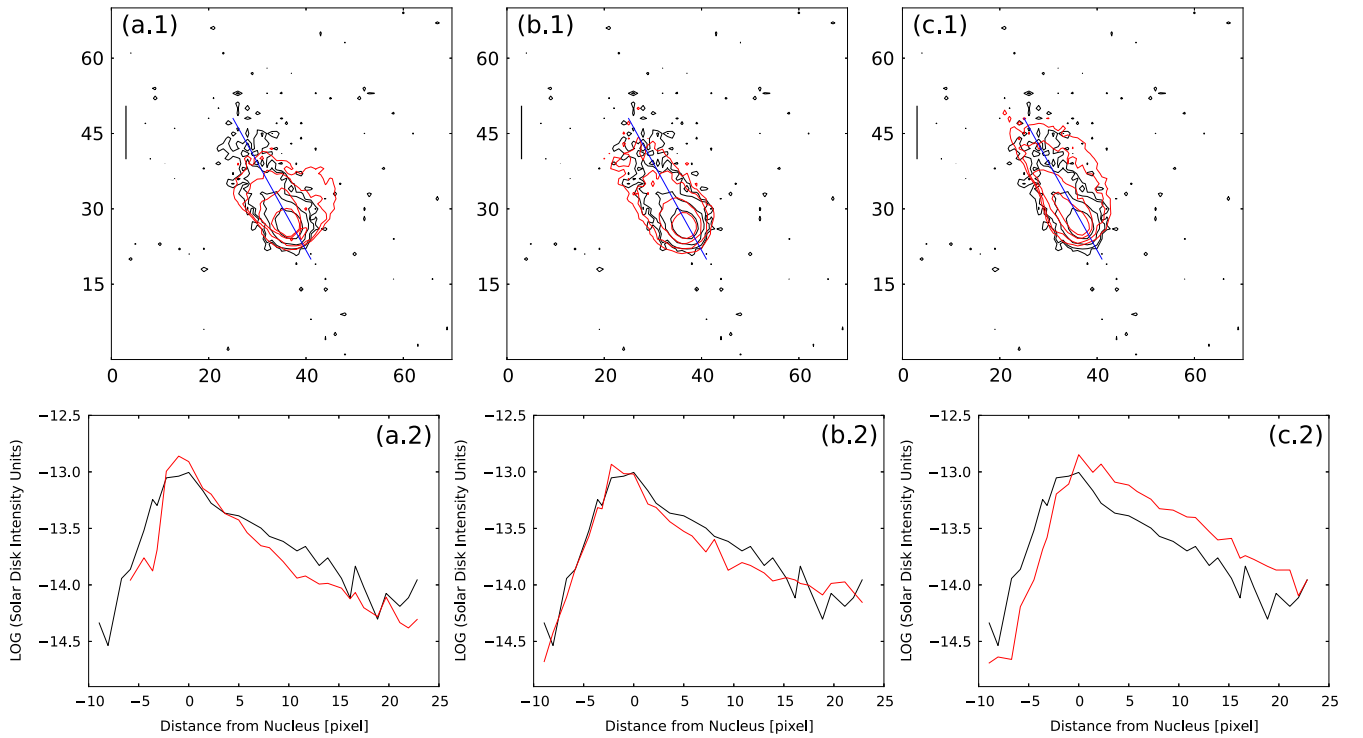 (a.1) (b.1) (c.1)
60 60 60
45 45 45
30 30 30
15 15 15
0 20 40 60 0 20 40 60 0 20 40 60
(a.2) (b.2) (c.2)
−12.5 −12.5 −12.5
−13.0 −13.0 −13.0
−13.5 −13.5 −13.5
−14.0 −14.0 −14.0
−14.5 −14.5 −14.5
LOG (Solar Disk Intensity Units) LOG (Solar Disk Intensity Units) LOG (Solar Disk Intensity Units)
−10 −5 0 5 10 15 20 25 −10 −5 0 5 10 15 20 25 −10 −5 0 5 10 15 20 25
Distance from Nucleus [pixel] Distance from Nucleus [pixel] Distance from Nucleus [pixel]